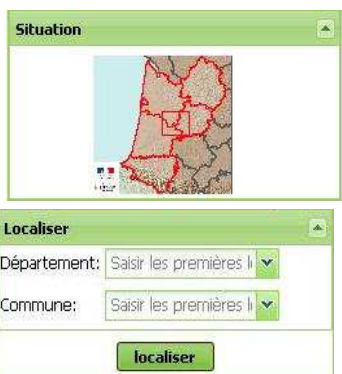 Situation
Localiser
Département: Saisir les premières l
Commune: Saisir les premières l
localiser